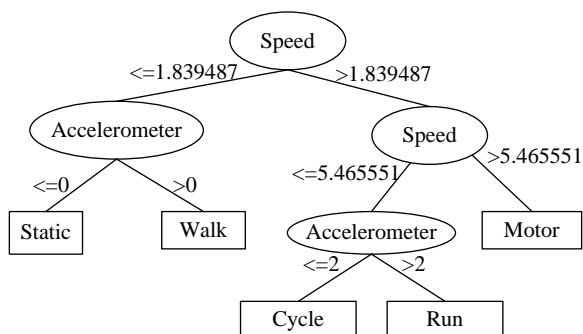 Speed
<=1.839487
>1.839487
Accelerometer
Speed
<=0
>0
<=5.465551
>5.465551
Static
Walk
Accelerometer
Motor
<=2
>2
Cycle
Run